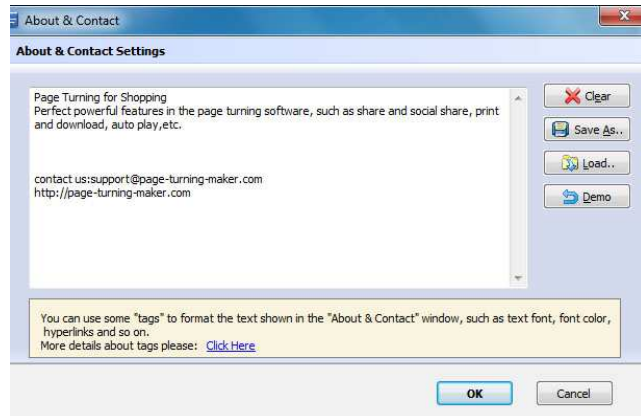 About & Contact
About & Contact Settings
Page Turning for Shopping
Perfect powerful features in the page turning software, such as share and social share, print
and download, auto play,etc.
contact us:support@page-turning-maker.com
http://page-turning-maker.com
Clear
Save As..
Load..
Demo
You can use some "tags" to format the text shown in the "About & Contact" window, such as text font, font color,
hyperlinks and so on.
More details about tags please: Click Here
OK
Cancel